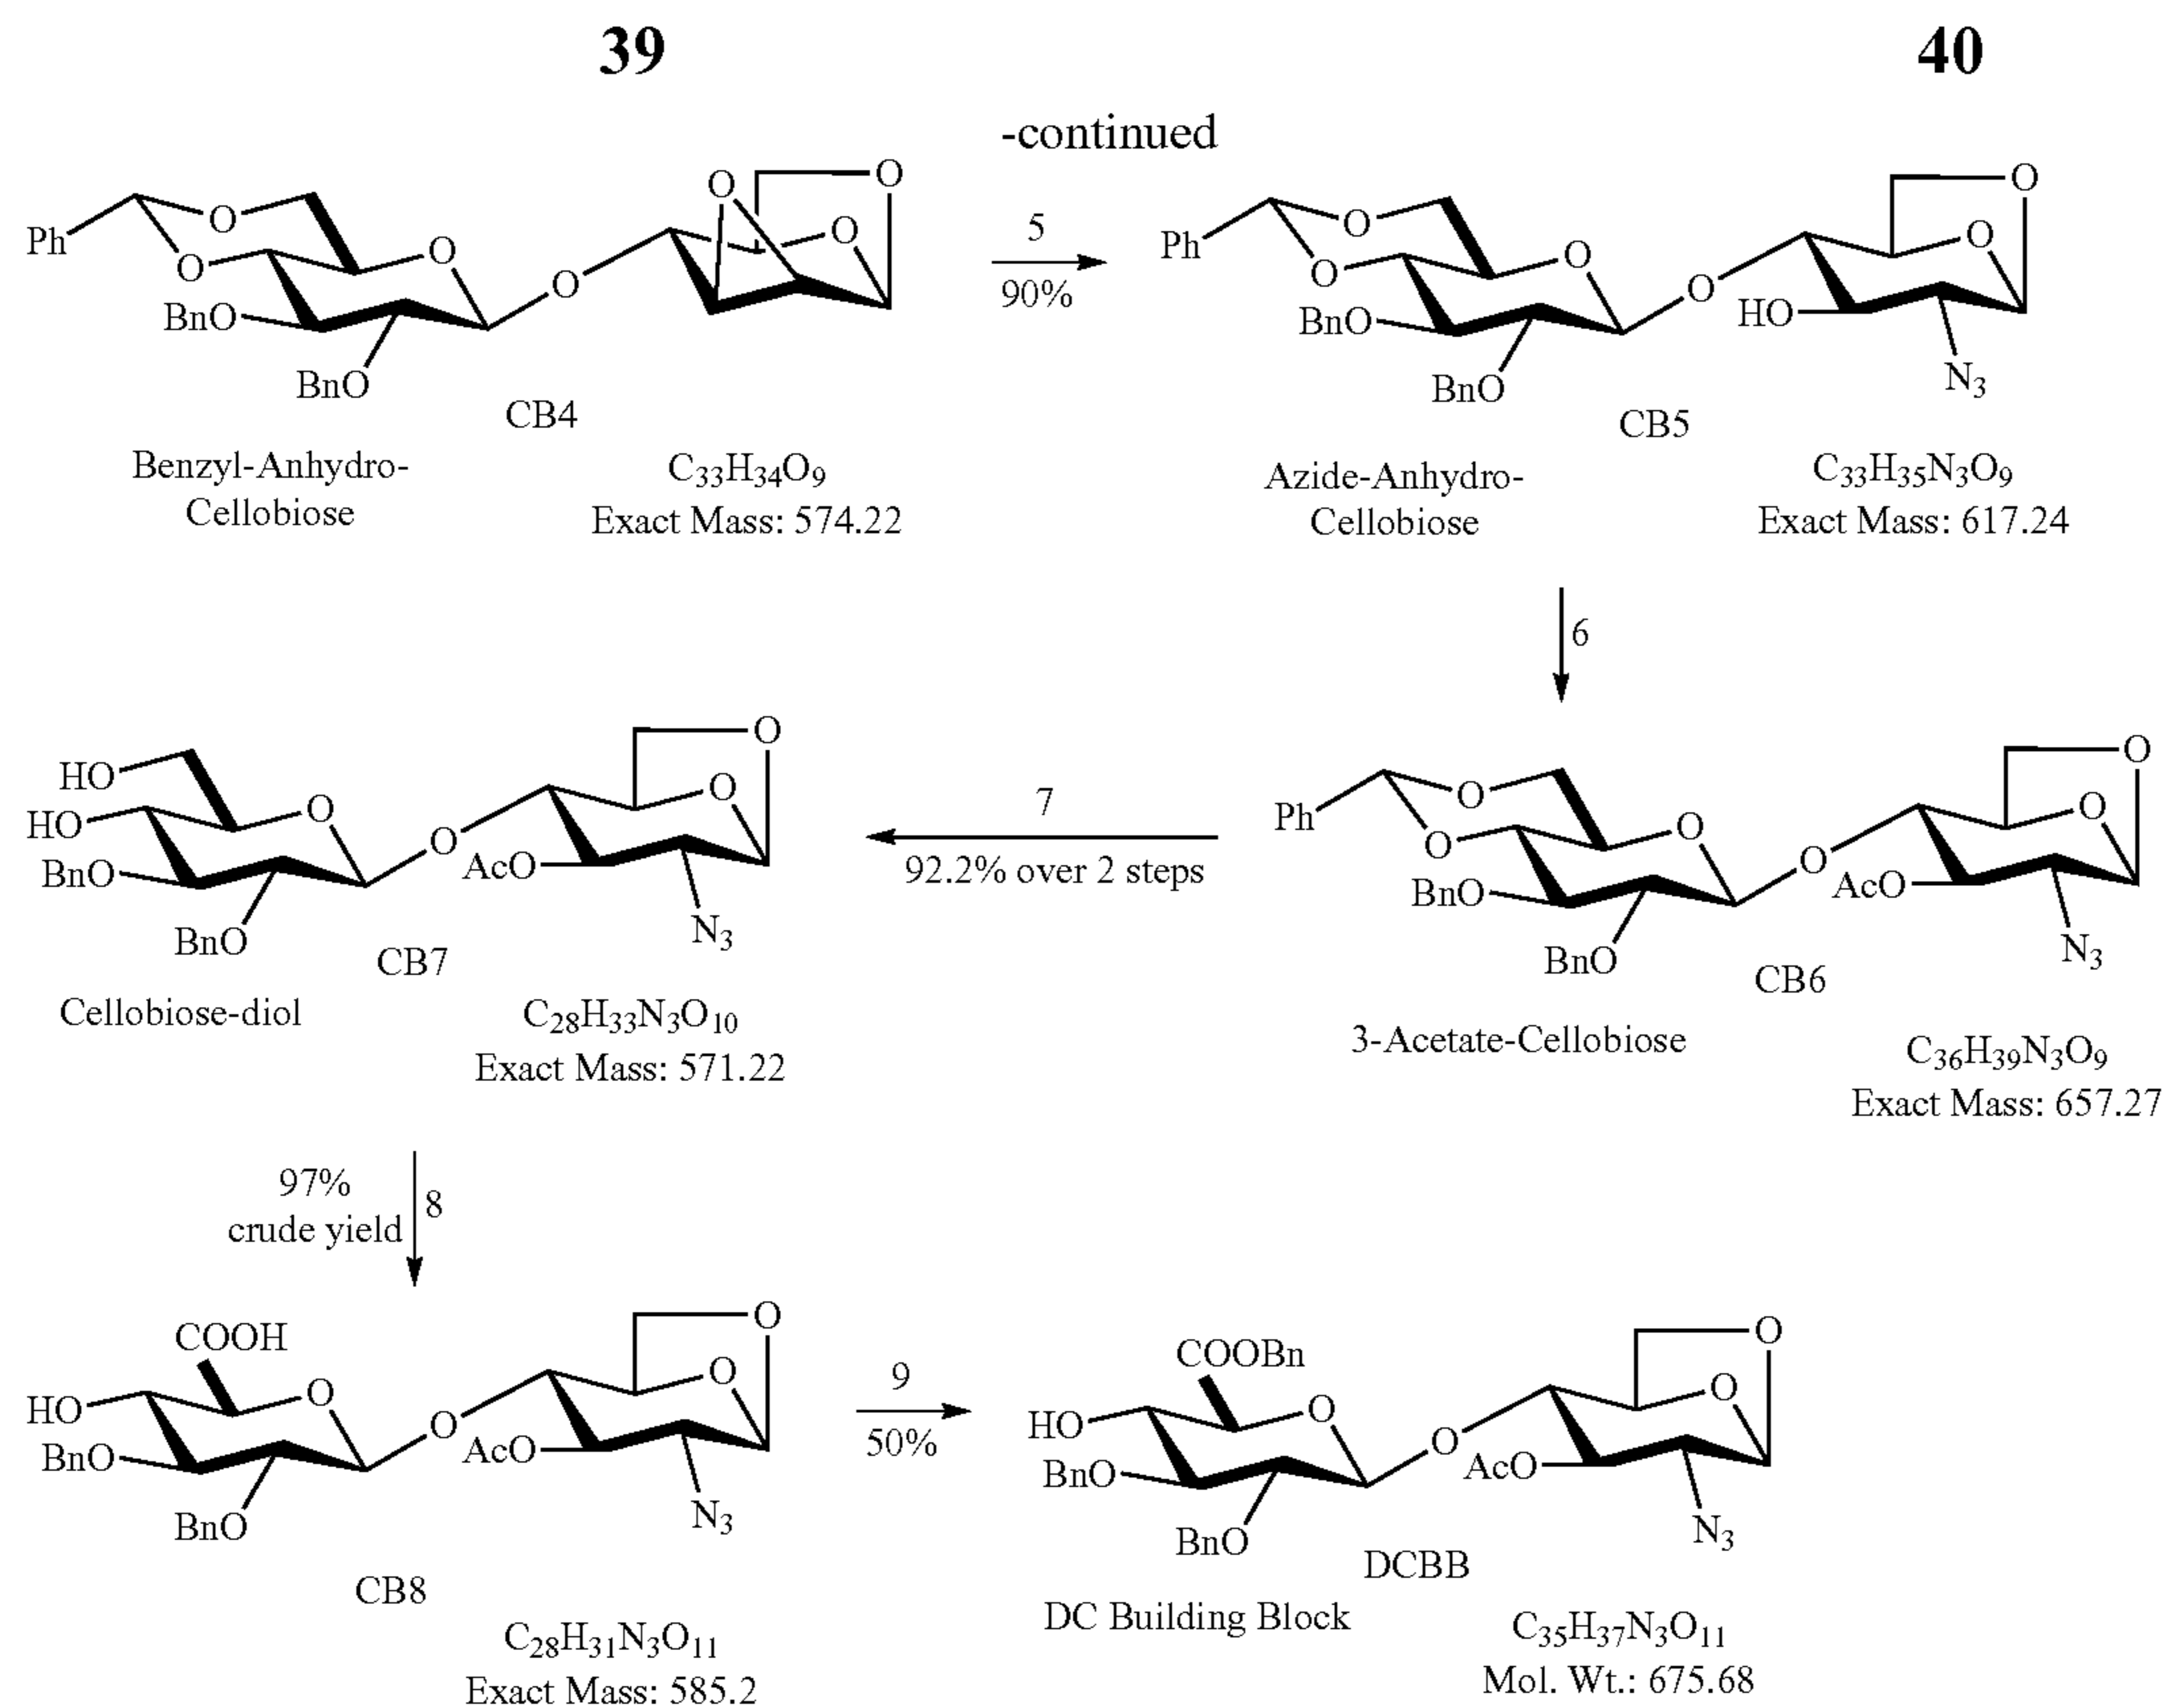 39
40
-continued
O
O
O
O
O
O
O
O
Ph
BnO
BnO
CB4
Benzyl-Anhydro-
Cellobiose
C33H34O9
Exact Mass: 574.22
5
90%
O
O
O
O
O
O
Ph
BnO
BnO
HO
N3
CB5
Azide-Anhydro-
Cellobiose
C33H35N3O9
Exact Mass: 617.24
6
O
O
O
O
O
O
Ph
BnO
BnO
AcO
N3
CB6
3-Acetate-Cellobiose
C36H39N3O9
Exact Mass: 657.27
7
92.2% over 2 steps
HO
HO
O
O
O
O
BnO
BnO
AcO
N3
CB7
Cellobiose-diol
C28H33N3O10
Exact Mass: 571.22
97%
crude yield
8
COOH
HO
O
O
O
O
BnO
BnO
AcO
N3
CB8
C28H31N3O11
Exact Mass: 585.2
9
50%
COOBn
HO
O
O
O
O
BnO
BnO
AcO
N3
DCBB
DC Building Block
C35H37N3O11
Mol. Wt.: 675.68